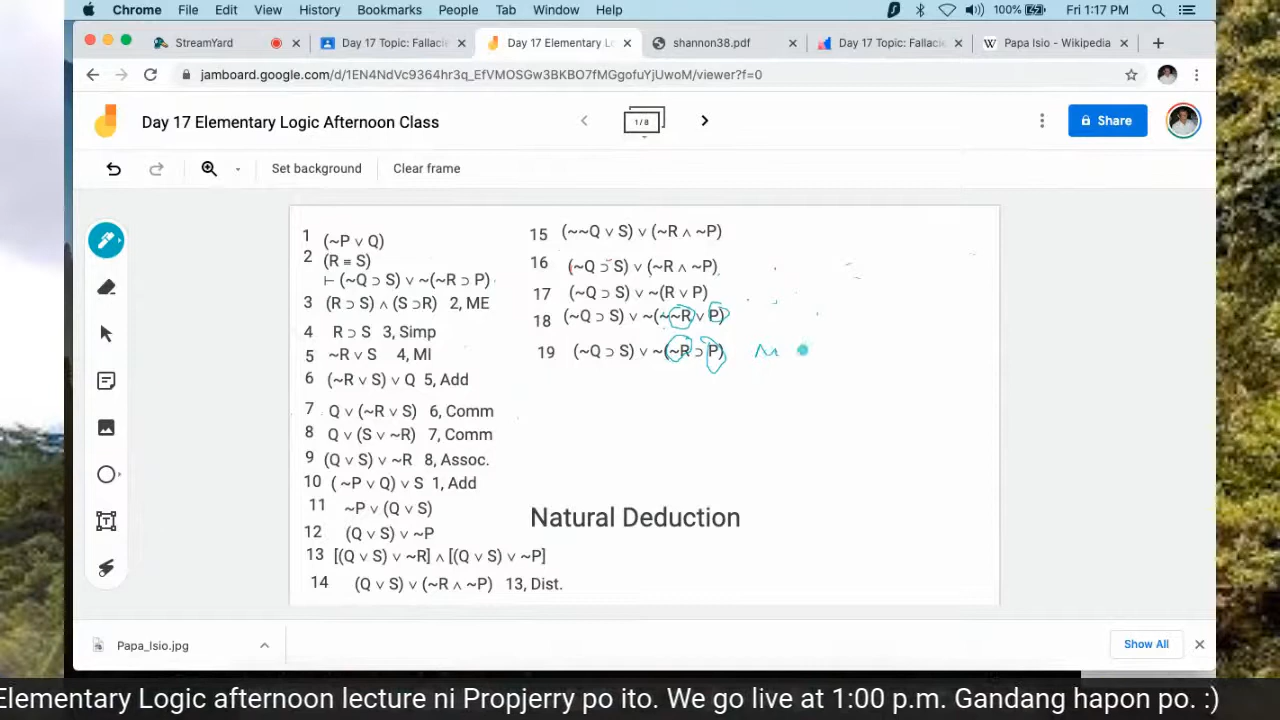 Chrome File Edit View History Bookmarks People Tab Window Help 100% Fri 1:17 PM
StreamYard Day 17 Topic: Fallacie Day 17 Elementary Lo shannon38.pdf Day 17 Topic: Fallacie Papa Isio - Wikipedia
jamboard.google.com/d/1EN4NdVc9364hr3q_EfVMOSGw3BKBO7fMGgofuYjUwoM/viewer?f=0
Day 17 Elementary Logic Afternoon Class 1/8 Share
Set background Clear frame
1 (~P ∨ Q)
2 (R ≡ S)
⊢ (~Q ⊃ S) ∨ ~(~R ⊃ P)
3 (R ⊃ S) ∧ (S ⊃R) 2, ME
4 R ⊃ S 3, Simp
5 ~R ∨ S 4, MI
6 (~R ∨ S) ∨ Q 5, Add
7 Q ∨ (~R ∨ S) 6, Comm
8 Q ∨ (S ∨ ~R) 7, Comm
9 (Q ∨ S) ∨ ~R 8, Assoc.
10 ( ~P ∨ Q) ∨ S 1, Add
11 ~P ∨ (Q ∨ S)
12 (Q ∨ S) ∨ ~P
13 [(Q ∨ S) ∨ ~R] ∧ [(Q ∨ S) ∨ ~P]
14 (Q ∨ S) ∨ (~R ∧ ~P) 13, Dist.
15 (~~Q ∨ S) ∨ (~R ∧ ~P)
16 (~Q ⊃ S) ∨ (~R ∧ ~P)
17 (~Q ⊃ S) ∨ ~(R ∨ P)
18 (~Q ⊃ S) ∨ ~(~~R ∨ P)
19 (~Q ⊃ S) ∨ ~(~R ⊃ P) M
Natural Deduction
Papa_Isio.jpg Show All
Elementary Logic afternoon lecture ni Propjerry po ito. We go live at 1:00 p.m. Gandang hapon po. :)